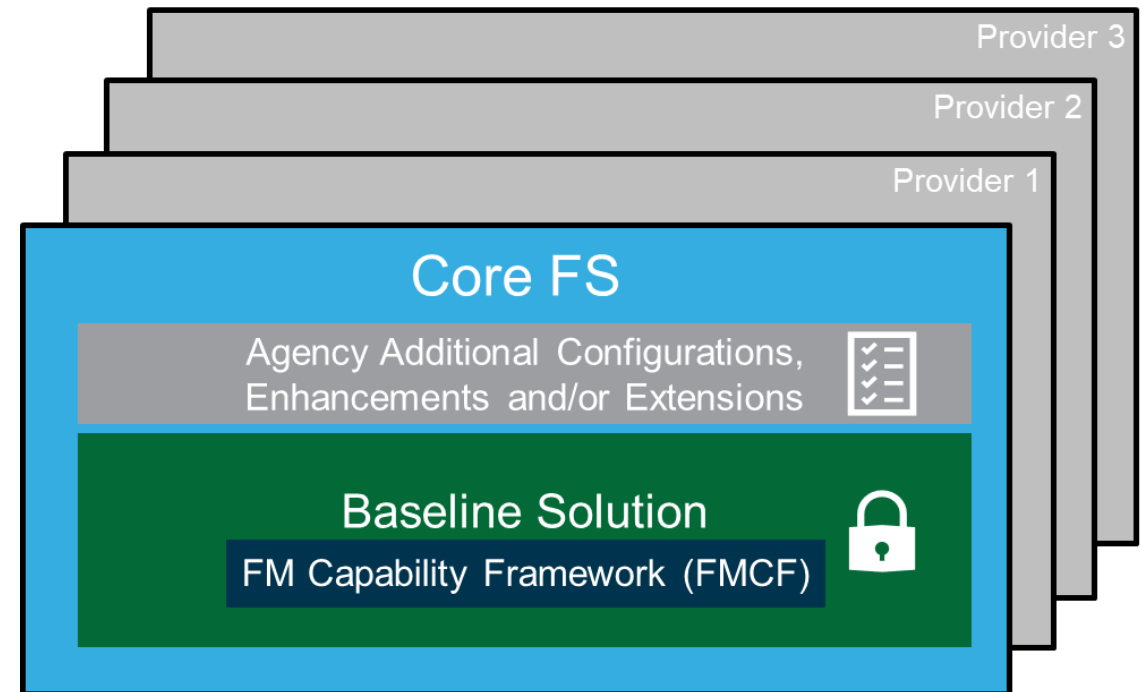 Provider 3
Provider 2
Provider 1
Core FS
Agency Additional Configurations,
Enhancements and/or Extensions
Baseline Solution
FM Capability Framework (FMCF)